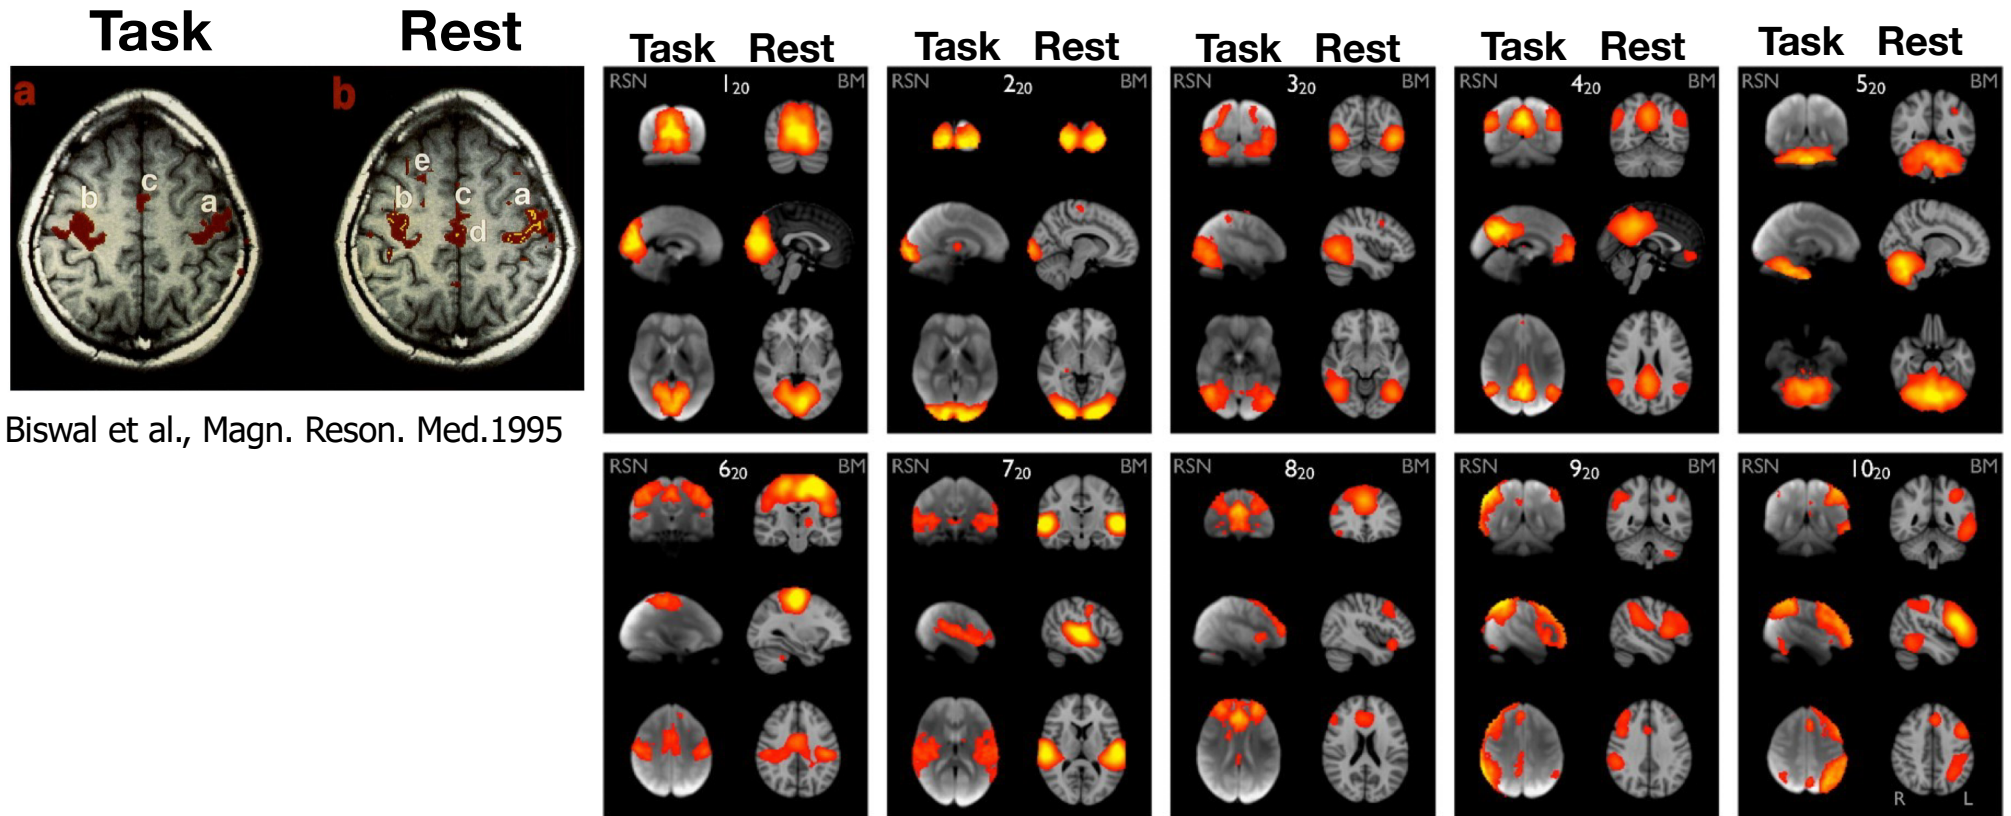 Task Rest
a b
e
b c a b c a
d
Biswal et al., Magn. Reson. Med.1995
Task Rest Task Rest Task Rest Task Rest Task Rest
RSN 1₂₀ BM RSN 2₂₀ BM RSN 3₂₀ BM RSN 4₂₀ BM RSN 5₂₀ BM
RSN 6₂₀ BM RSN 7₂₀ BM RSN 8₂₀ BM RSN 9₂₀ BM RSN 10₂₀ BM
R L